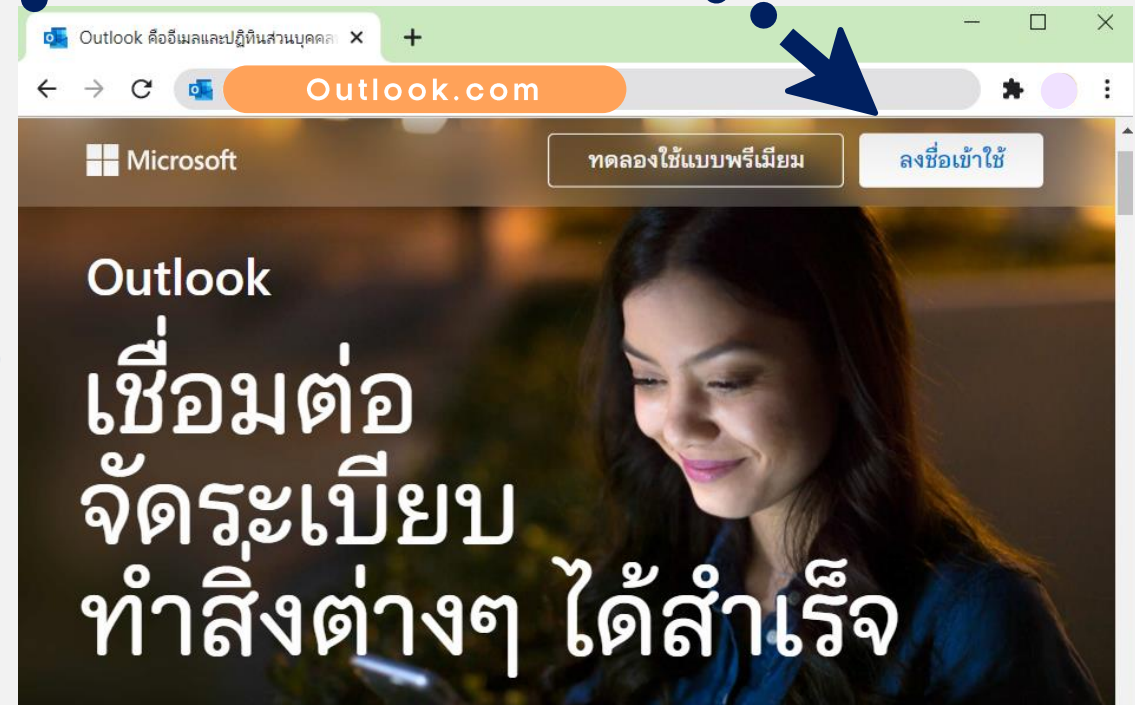 Outlook คืออีเมลและปฏิทินส่วนบุคคล
Outlook.com
Microsoft
ทดลองใช้แบบพรีเมียม
ลงชื่อเข้าใช้
Outlook
เชื่อมต่อ
จัดระเบียบ
ทำสิ่งต่างๆ ได้สำเร็จ